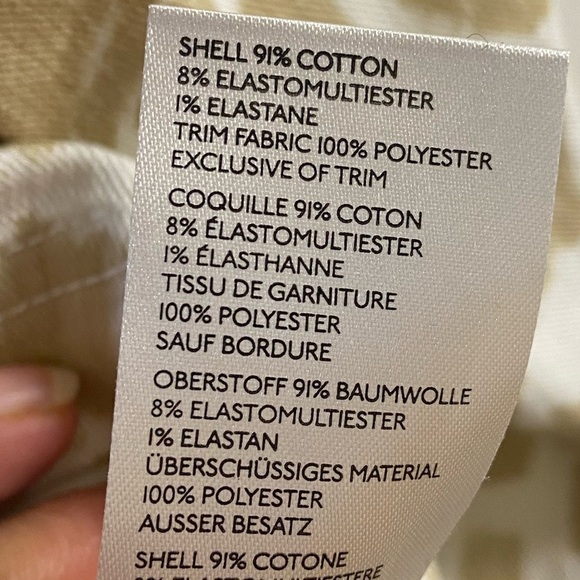 SHELL 91% COTTON
8% ELASTOMULTIESTER
1% ELASTANE
TRIM FABRIC 100% POLYESTER
EXCLUSIVE OF TRIM
COQUILLE 91% COTON
8% ÉLASTOMULTIESTER
1% ÉLASTHANNE
TISSU DE GARNITURE
100% POLYESTER
SAUF BORDURE
OBERSTOFF 91% BAUMWOLLE
8% ELASTOMULTIESTER
1% ELASTAN
ÜBERSCHÜSSIGES MATERIAL
100% POLYESTER
AUSSER BESATZ
SHELL 91% COTONE